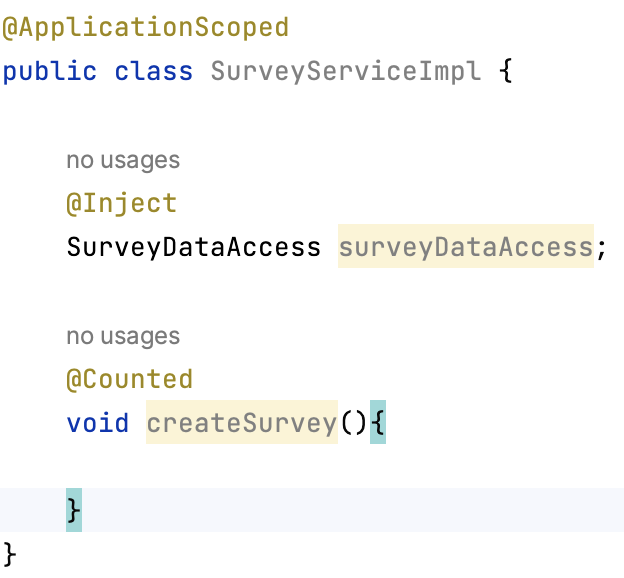 @ApplicationScoped
public class SurveyServiceImpl {
no usages
@Inject
SurveyDataAccess surveyDataAccess;
no usages
@Counted
void createSurvey(){
}
}